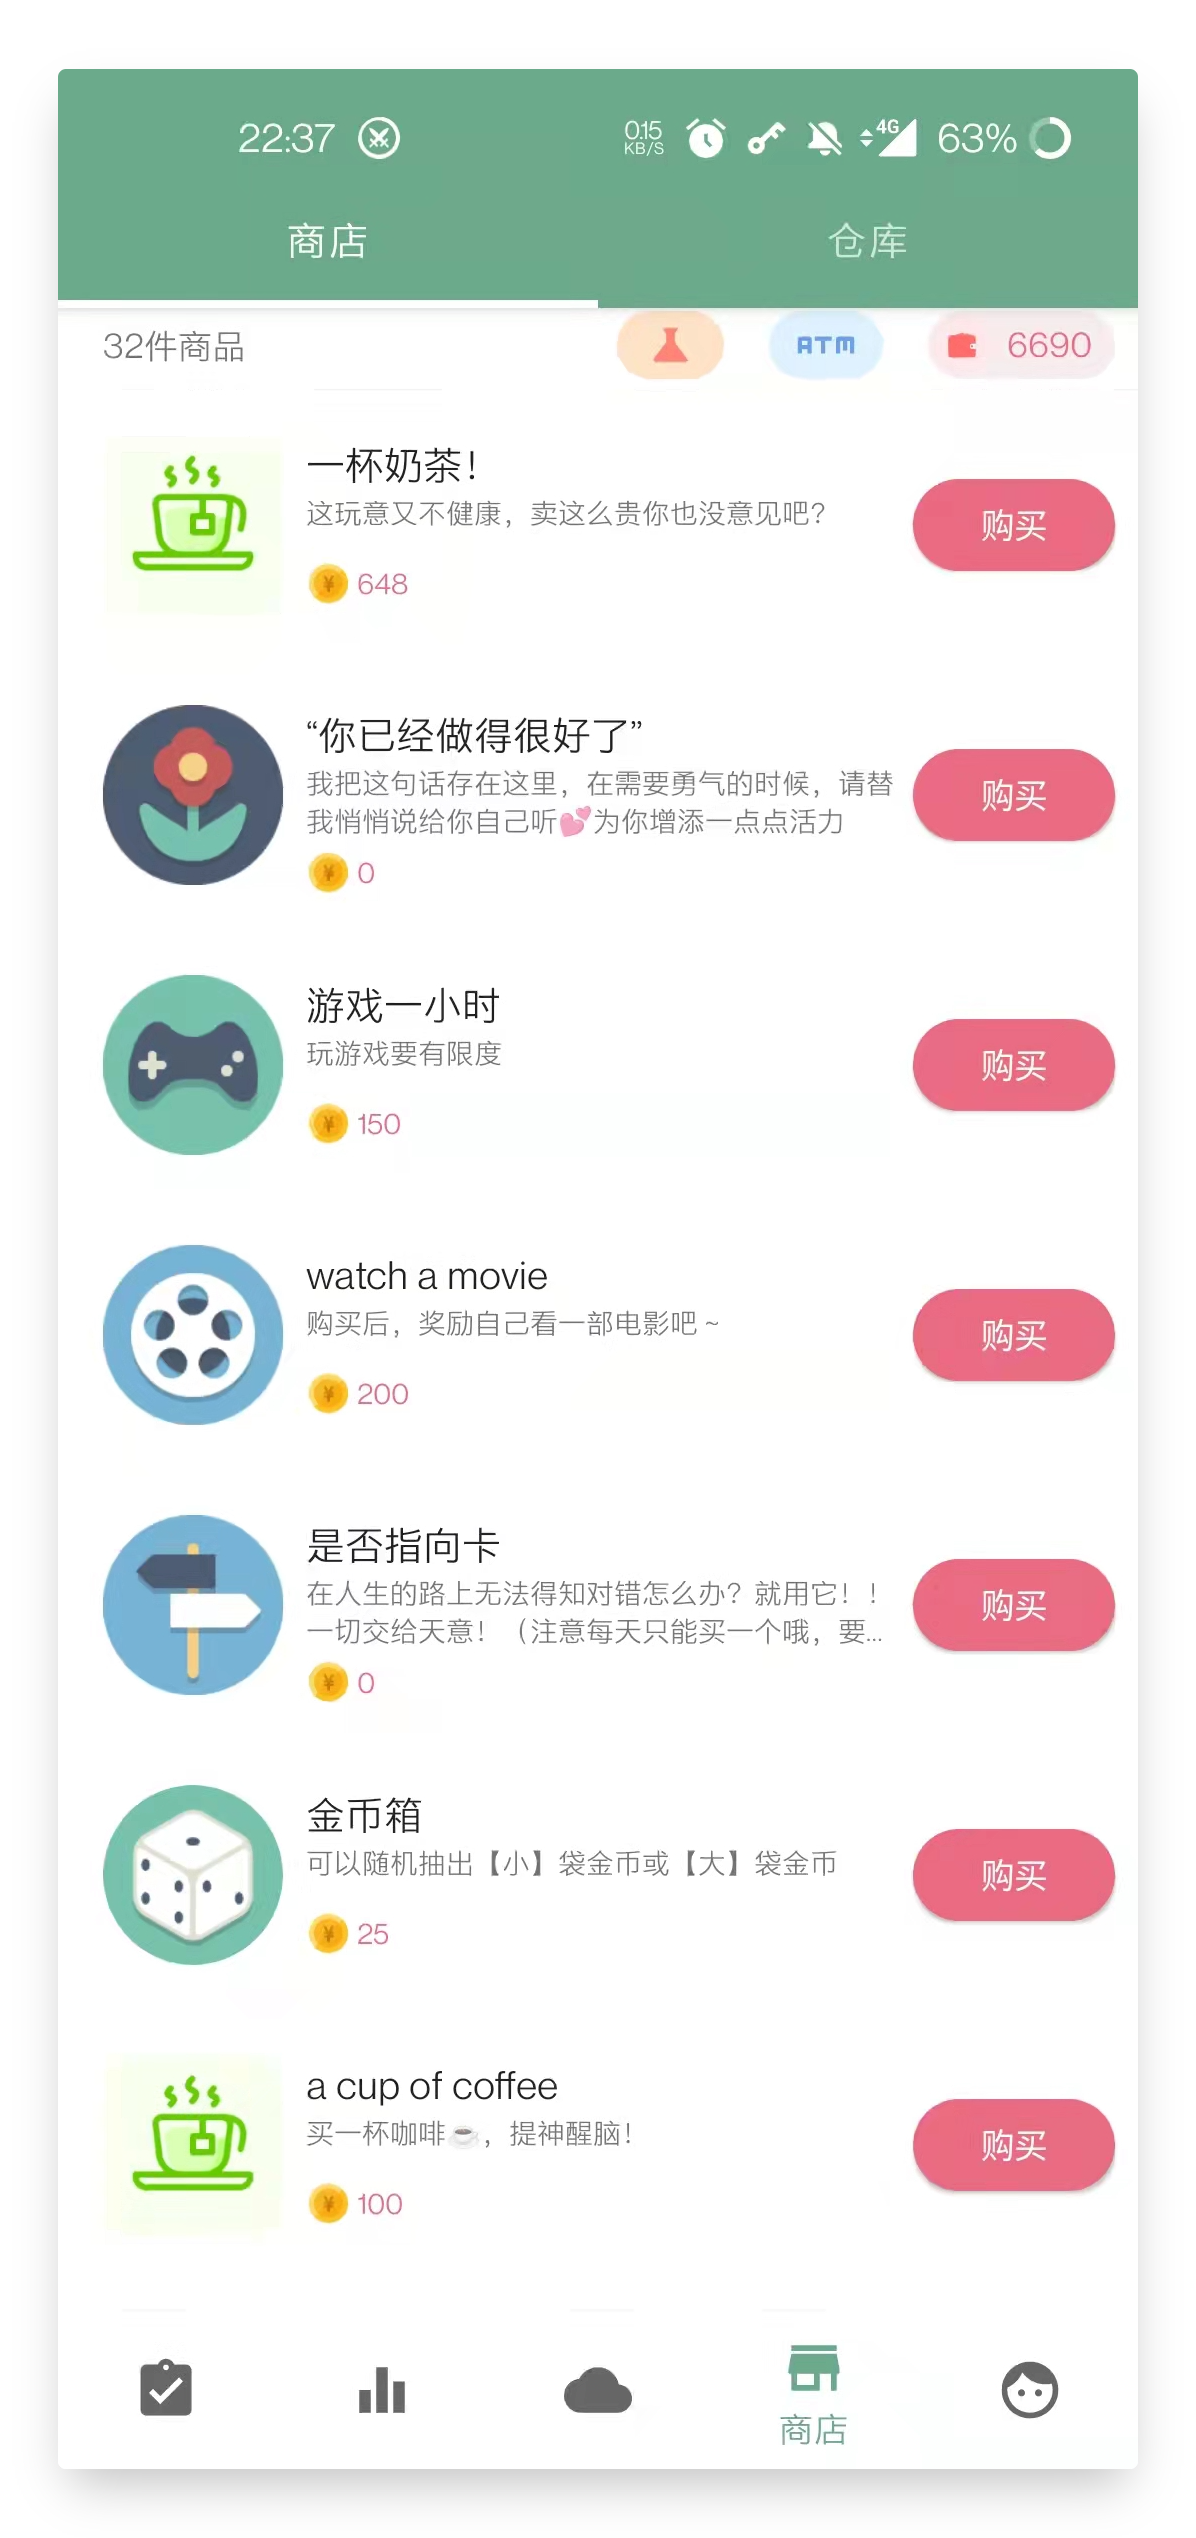 22:37
0.15 KB/S 4G 63%
商店
仓库
32件商品
ATM
6690
一杯奶茶！
这玩意又不健康，卖这么贵你也没意见吧？
¥ 648
购买
“你已经做得很好了”
我把这句话存在这里，在需要勇气的时候，请替
我悄悄说给你自己听💕为你增添一点点活力
¥ 0
购买
游戏一小时
玩游戏要有限度
¥ 150
购买
watch a movie
购买后，奖励自己看一部电影吧 ~
¥ 200
购买
是否指向卡
在人生的路上无法得知对错怎么办？就用它！！
一切交给天意！（注意每天只能买一个哦，要...
¥ 0
购买
金币箱
可以随机抽出【小】袋金币或【大】袋金币
¥ 25
购买
a cup of coffee
买一杯咖啡☕，提神醒脑！
¥ 100
购买
商店